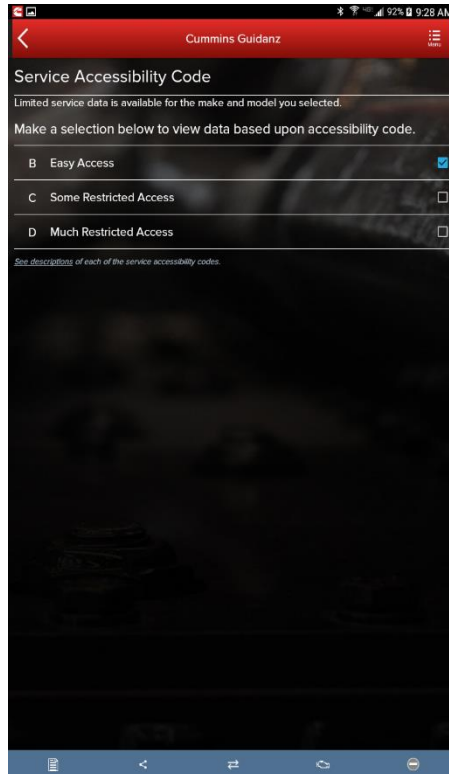 92% 9:28 AM
Cummins Guidanz
Menu
Service Accessibility Code
Limited service data is available for the make and model you selected.
Make a selection below to view data based upon accessibility code.
B Easy Access
C Some Restricted Access
D Much Restricted Access
See descriptions of each of the service accessibility codes.